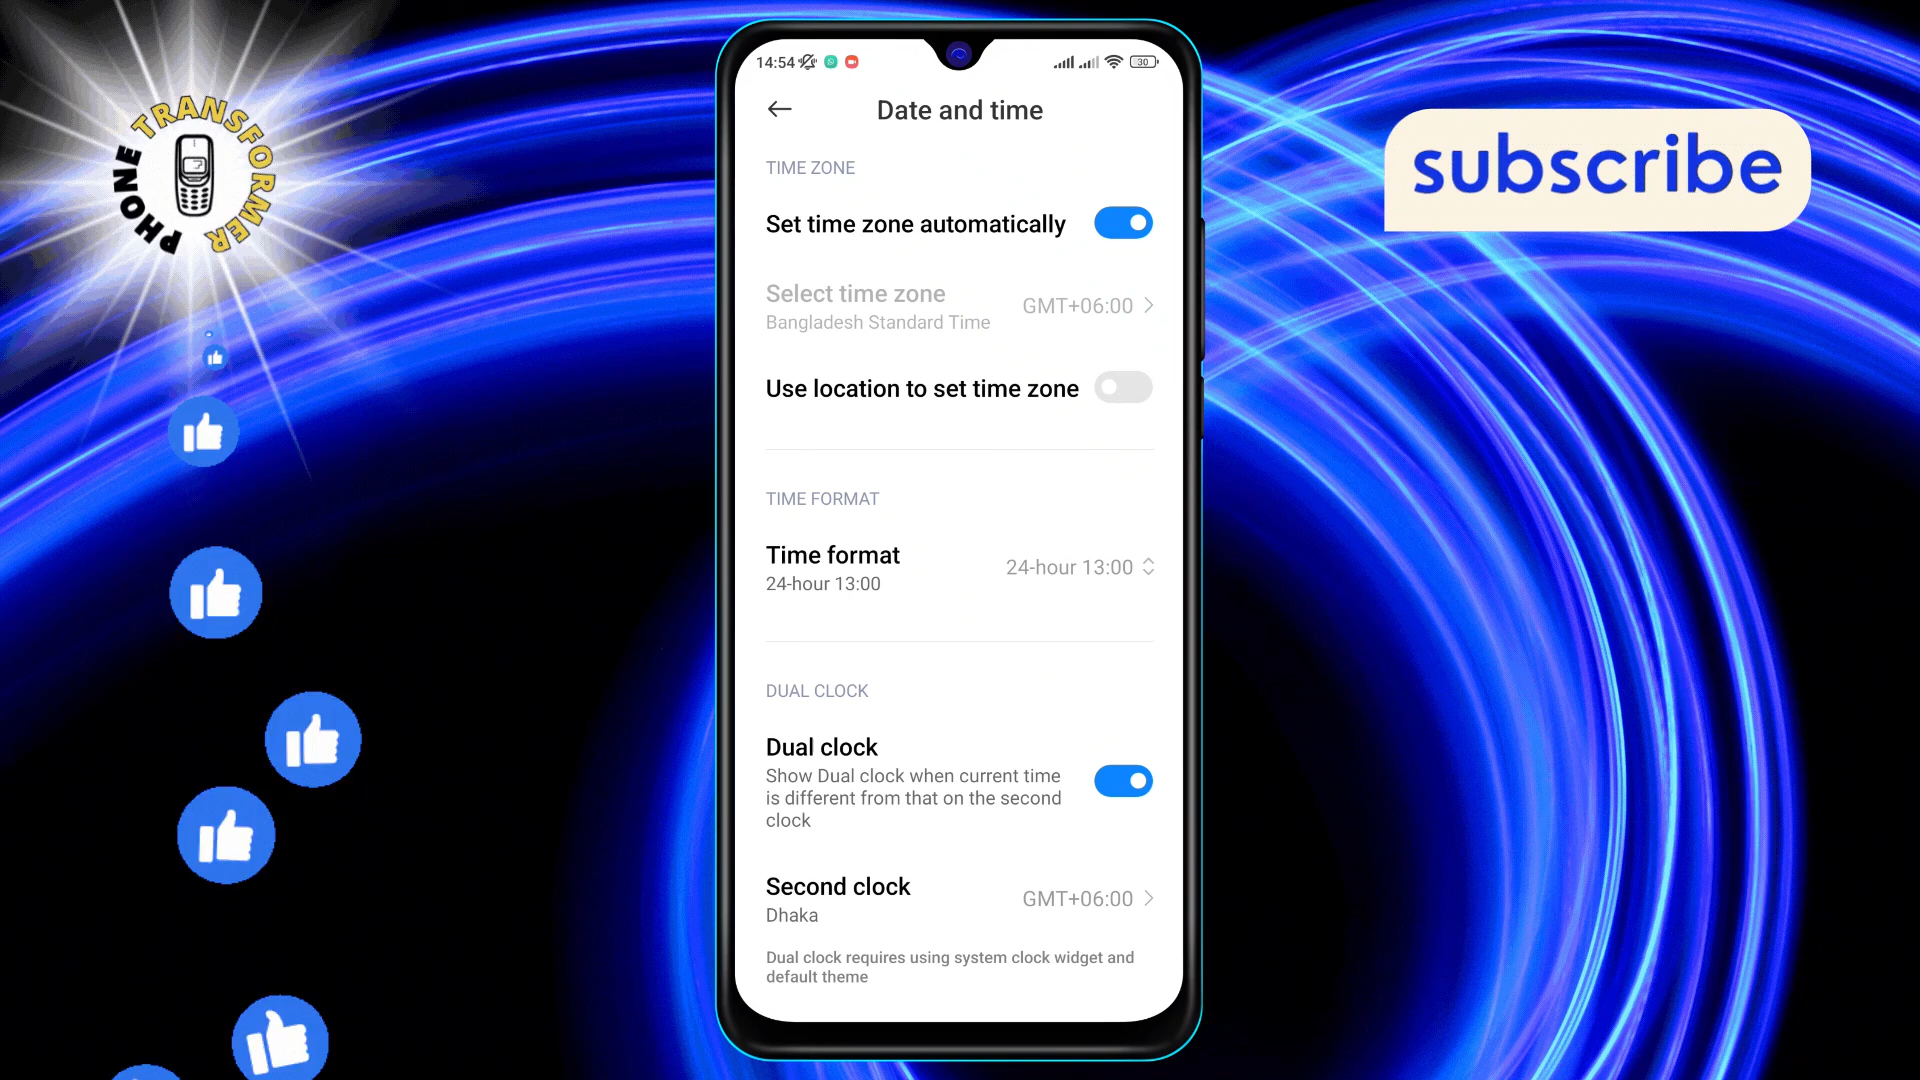 PHONE TRANSFORMER
subscribe
14:54
30
Date and time
TIME ZONE
Set time zone automatically
Select time zone
GMT+06:00
Bangladesh Standard Time
Use location to set time zone
TIME FORMAT
Time format
24-hour 13:00
24-hour 13:00
DUAL CLOCK
Dual clock
Show Dual clock when current time
is different from that on the second
clock
Second clock
GMT+06:00
Dhaka
Dual clock requires using system clock widget and
default theme